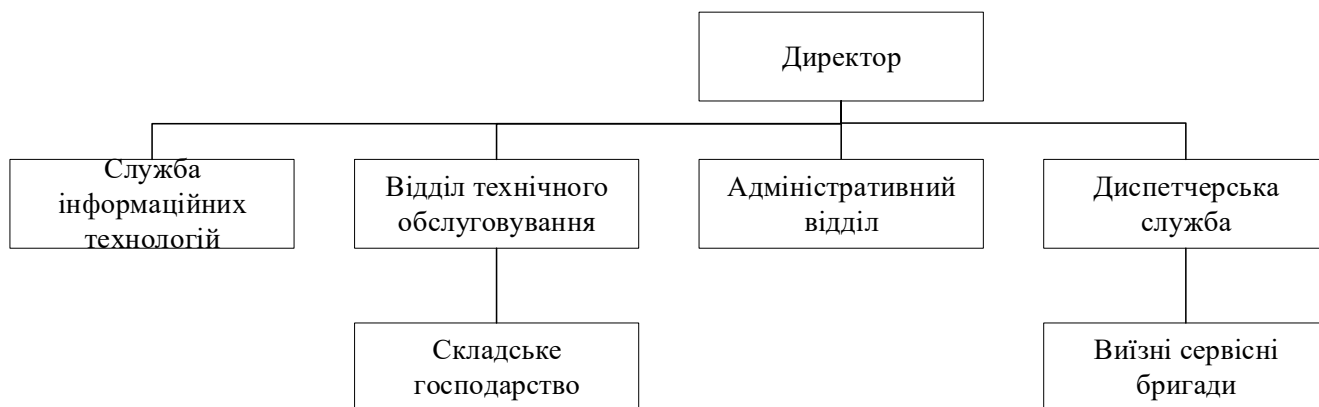 Директор
Служба
інформаційних
технологій
Відділ технічного
обслуговування
Адміністративний
відділ
Диспетчерська
служба
Складське
господарство
Виїзні сервісні
бригади